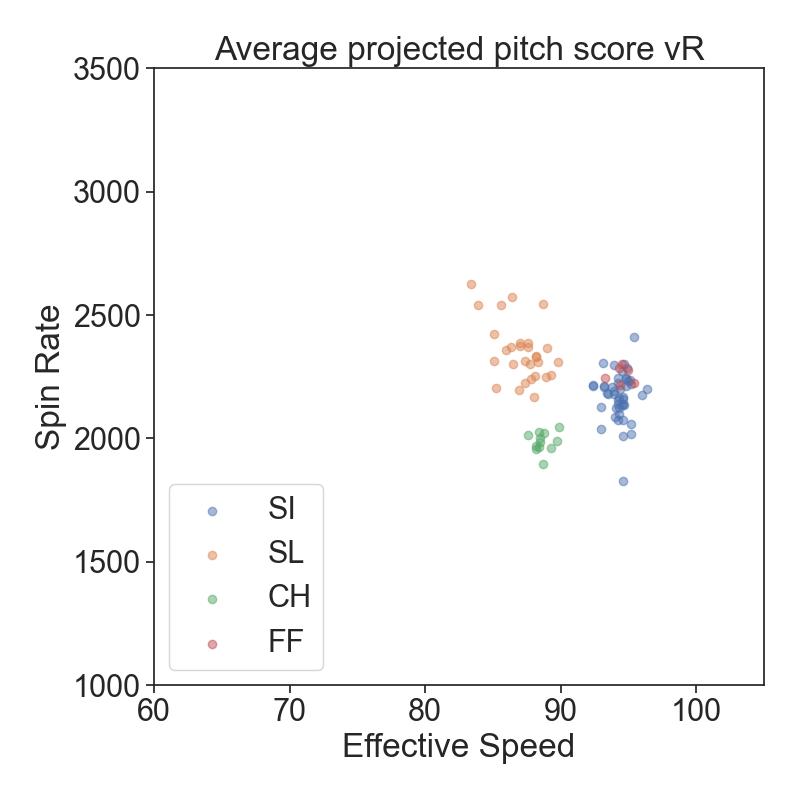 Average projected pitch score vR
3500
3000
2500
2000
1500
1000
Spin Rate
SI
SL
CH
FF
60 70 80 90 100
Effective Speed